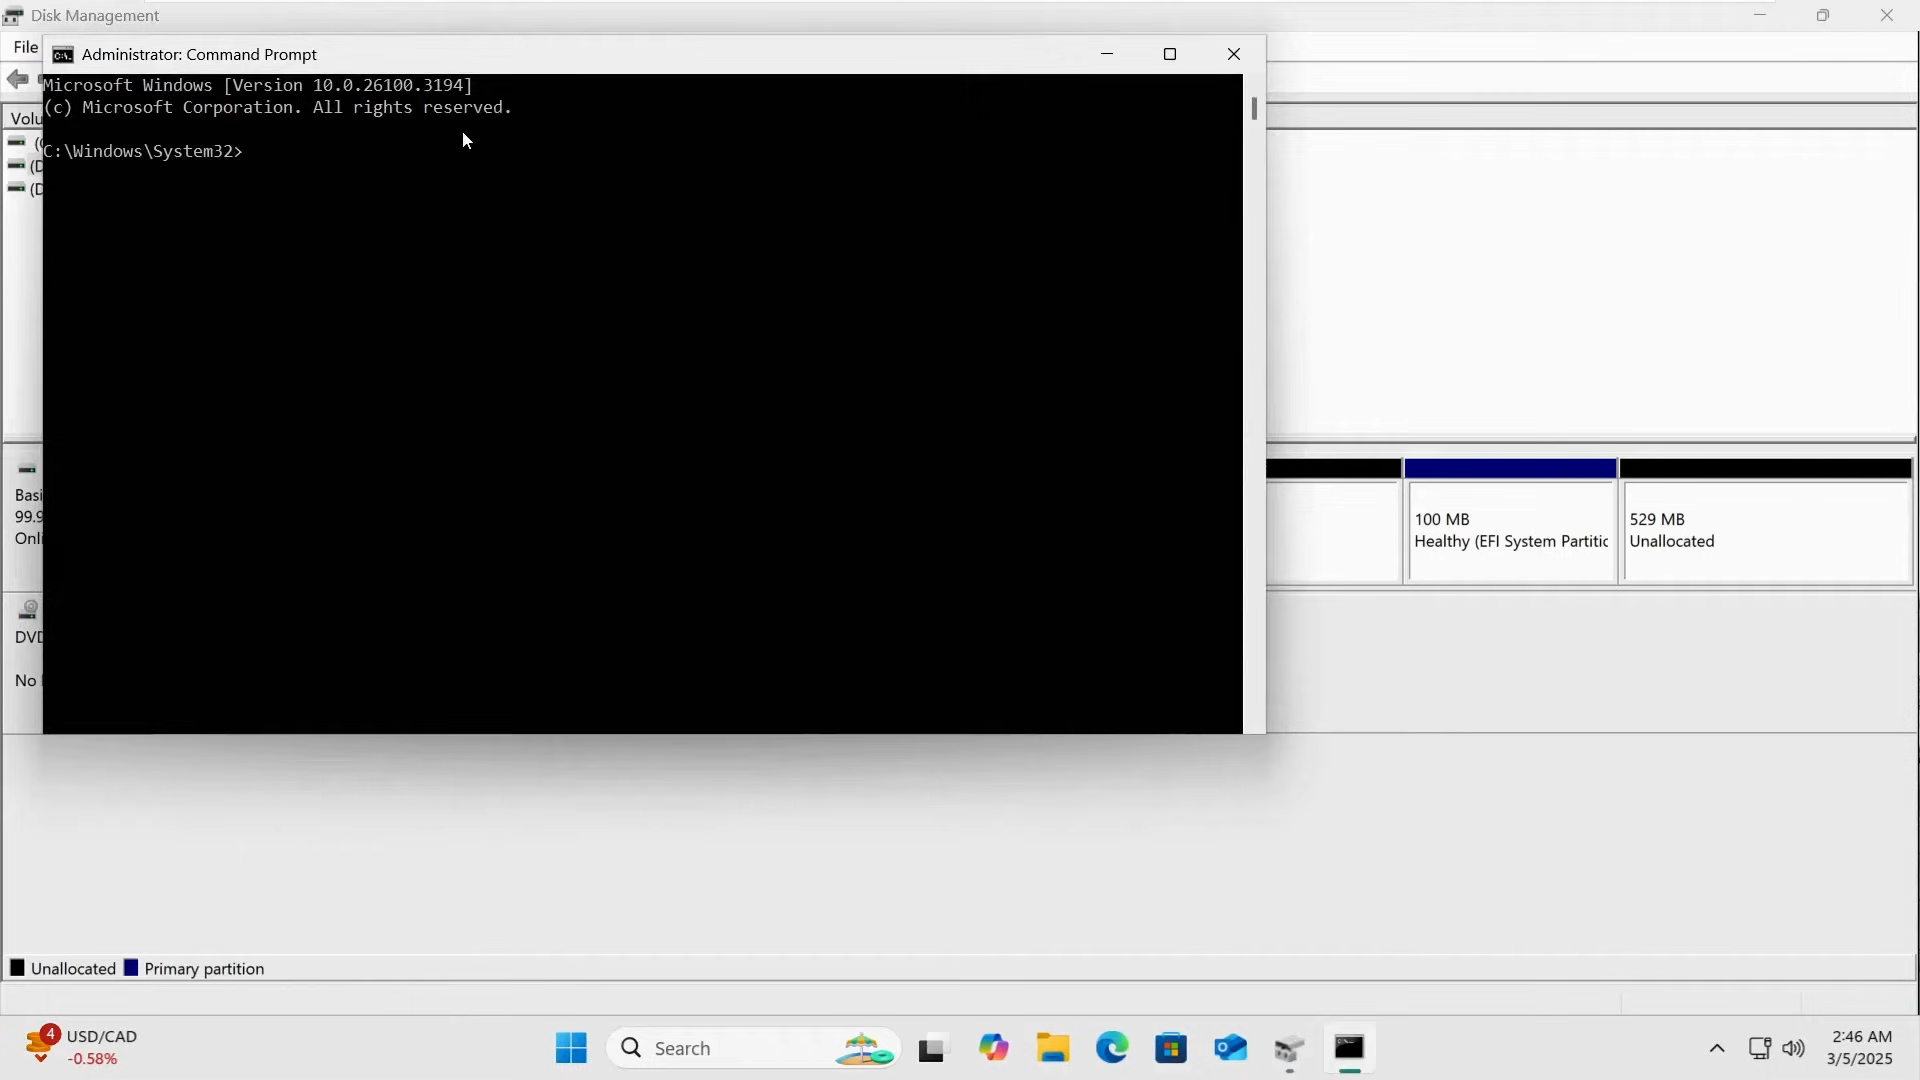 Disk Management
File
Administrator: Command Prompt
Microsoft Windows [Version 10.0.26100.3194]
(c) Microsoft Corporation. All rights reserved.
C:\Windows\System32>
Volu
(C
(D
(D
Basi
99.9
Onli
100 MB
Healthy (EFI System Partitic
529 MB
Unallocated
DVD
No
Unallocated
Primary partition
4
USD/CAD
-0.58%
Search
2:46 AM
3/5/2025